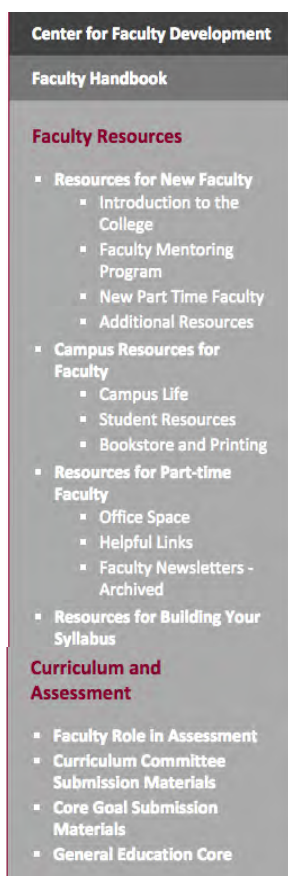 Center for Faculty Development
Faculty Handbook
Faculty Resources
Resources for New Faculty
Introduction to the
College
Faculty Mentoring
Program
New Part Time Faculty
Additional Resources
Campus Resources for
Faculty
Campus Life
Student Resources
Bookstore and Printing
Resources for Part-time
Faculty
Office Space
Helpful Links
Faculty Newsletters -
Archived
Resources for Building Your
Syllabus
Curriculum and
Assessment
Faculty Role in Assessment
Curriculum Committee
Submission Materials
Core Goal Submission
Materials
General Education Core